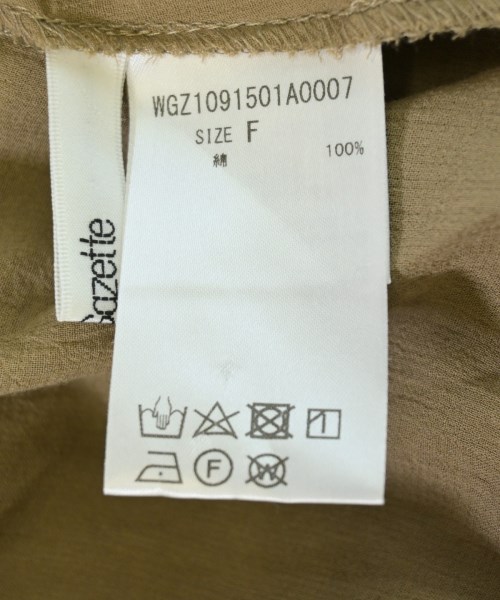 WGZ1091501A0007
SIZE F
綿 100%
Gazette
F
W